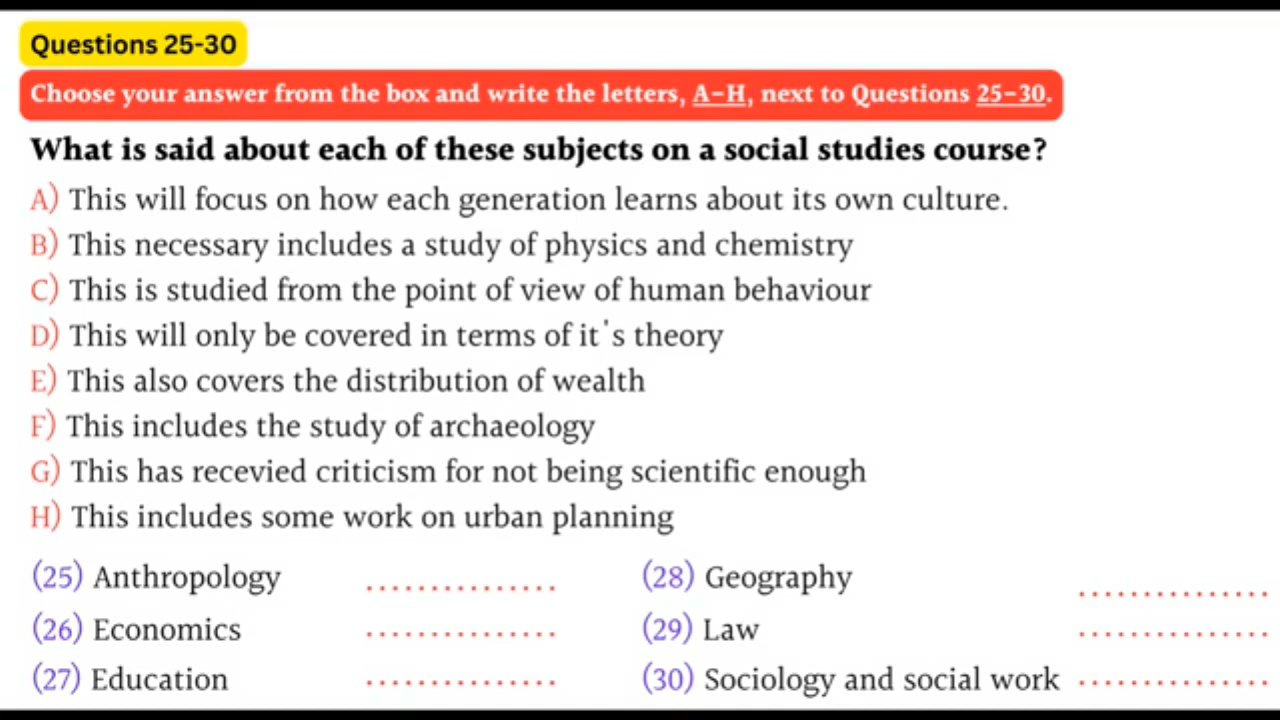 Questions 25-30
Choose your answer from the box and write the letters, A-H, next to Questions 25-30.
What is said about each of these subjects on a social studies course?
A) This will focus on how each generation learns about its own culture.
B) This necessary includes a study of physics and chemistry
C) This is studied from the point of view of human behaviour
D) This will only be covered in terms of it's theory
E) This also covers the distribution of wealth
F) This includes the study of archaeology
G) This has recevied criticism for not being scientific enough
H) This includes some work on urban planning
(25) Anthropology ............... (28) Geography ...............
(26) Economics ............... (29) Law ...............
(27) Education ............... (30) Sociology and social work ...............